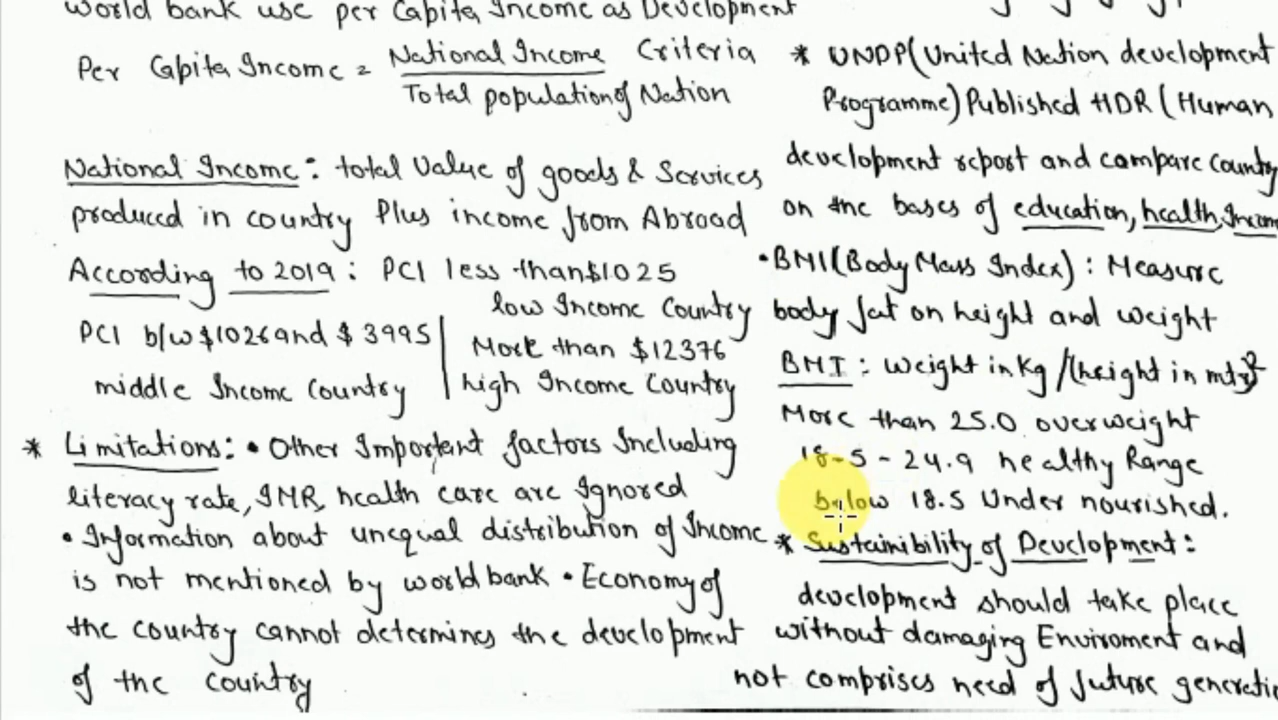 World bank use per Capita Income as Development
Per Capita Income = National Income Criteria
Total population of Nation
National Income: total Value of goods & Services
produced in country Plus income from Abroad
According to 2019: PCI less than $1025
low Income Country
PCI b/w $1026 and $ 3995
middle Income Country
More than $12376
high Income Country
* Limitations: • Other Important factors Including
literacy rate, IMR, health care are Ignored
• Information about unequal distribution of Income
is not mentioned by world bank • Economy of
the country cannot determines the development
of the country
* UNDP (United Nation development
Programme) Published HDR (Human
development report and compare country
on the bases of education, health, Incom
• BMI (Body Mass Index): Measure
body fat on height and weight
BMI: weight in kg /(height in mtr)2
More than 25.0 overweight
18-5 - 24.9 healthy Range
below 18.5 Under nourished.
* Sustainibility of Development:
development should take place
without damaging Enviroment and
not comprises need of future generati